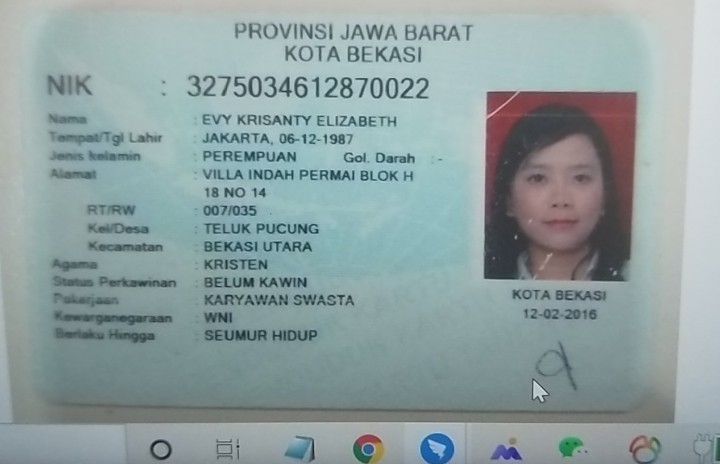 PROVINSI JAWA BARAT
KOTA BEKASI
NIK : 3275034612870022
Nama : EVY KRISANTY ELIZABETH
Tempat/Tgl Lahir : JAKARTA, 06-12-1987
Jenis kelamin : PEREMPUAN Gol. Darah :-
Alamat : VILLA INDAH PERMAI BLOK H
18 NO 14
RT/RW : 007/035
Kel/Desa : TELUK PUCUNG
Kecamatan : BEKASI UTARA
Agama : KRISTEN
Status Perkawinan : BELUM KAWIN
Pekerjaan : KARYAWAN SWASTA
Kewarganegaraan : WNI
Berlaku Hingga : SEUMUR HIDUP
KOTA BEKASI
12-02-2016